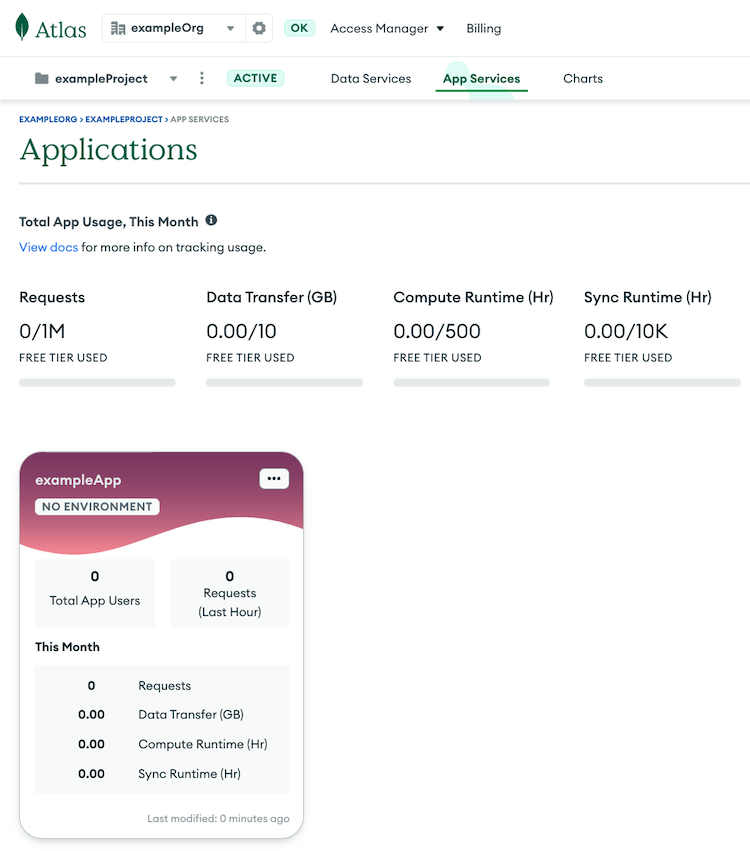 Atlas exampleOrg OK Access Manager Billing
exampleProject ACTIVE Data Services App Services Charts
EXAMPLEORG > EXAMPLEPROJECT > APP SERVICES
Applications
Total App Usage, This Month
View docs for more info on tracking usage.
Requests Data Transfer (GB) Compute Runtime (Hr) Sync Runtime (Hr)
0/1M 0.00/10 0.00/500 0.00/10K
FREE TIER USED FREE TIER USED FREE TIER USED FREE TIER USED
exampleApp
NO ENVIRONMENT
0
Total App Users
0
Requests
(Last Hour)
This Month
0 Requests
0.00 Data Transfer (GB)
0.00 Compute Runtime (Hr)
0.00 Sync Runtime (Hr)
Last modified: 0 minutes ago